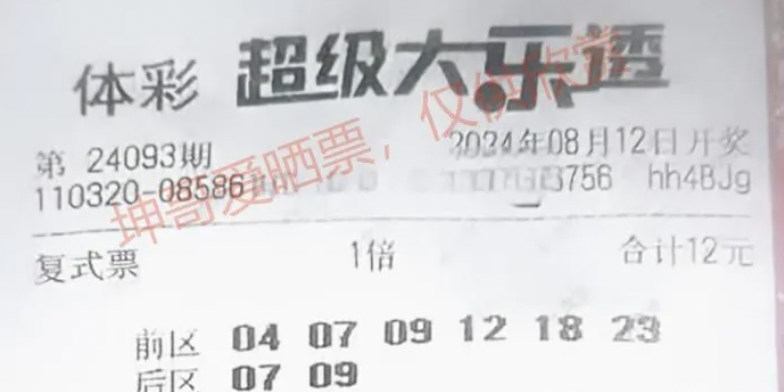 体彩 超级大乐透
第 24093期 2024年08月12日开奖
110320-08586 3756 hh4BJg
坤哥爱晒票，仅供欣赏
复式票 1倍 合计12元
前区 04 07 09 12 18 23
后区 07 09